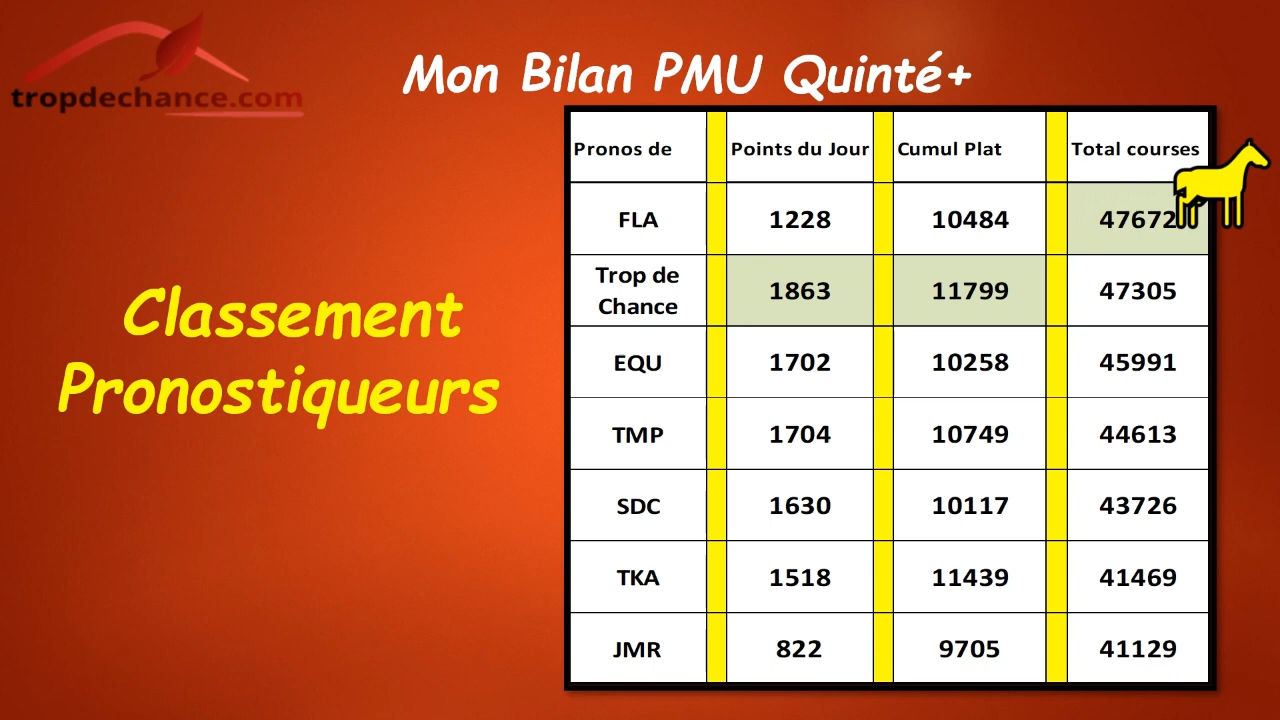 tropdechance.com
Mon Bilan PMU Quinté+
Classement
Pronostiqueurs
Pronos de Points du Jour Cumul Plat Total courses
FLA 1228 10484 47672
Trop de
Chance 1863 11799 47305
EQU 1702 10258 45991
TMP 1704 10749 44613
SDC 1630 10117 43726
TKA 1518 11439 41469
JMR 822 9705 41129